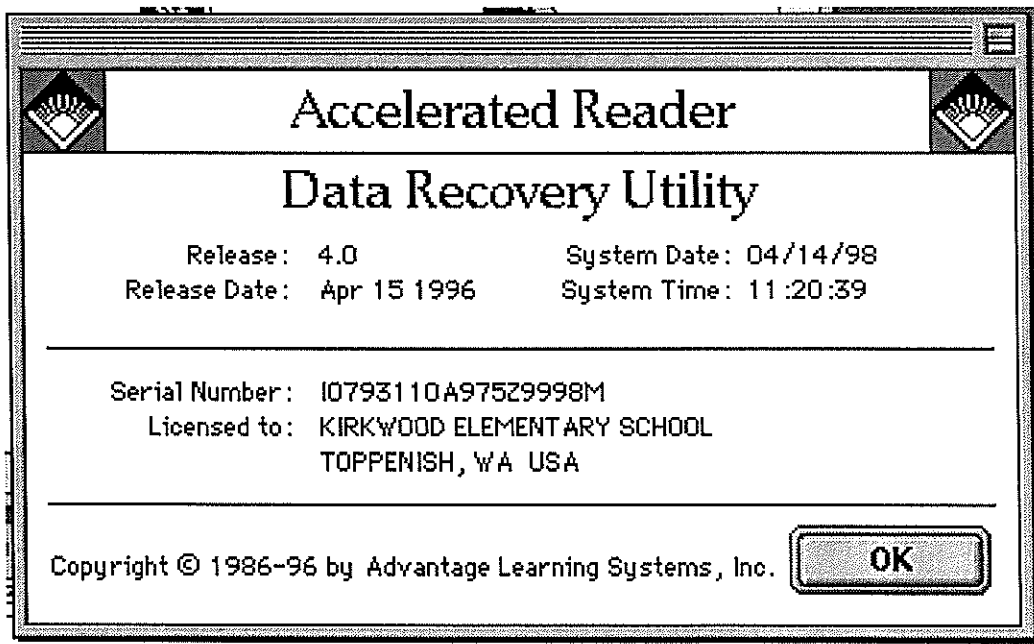 Accelerated Reader
Data Recovery Utility
Release: 4.0 System Date: 04/14/98
Release Date: Apr 15 1996 System Time: 11:20:39
Serial Number: I0793110A975Z9998M
Licensed to: KIRKWOOD ELEMENTARY SCHOOL
TOPPENISH, WA USA
Copyright © 1986-96 by Advantage Learning Systems, Inc. OK